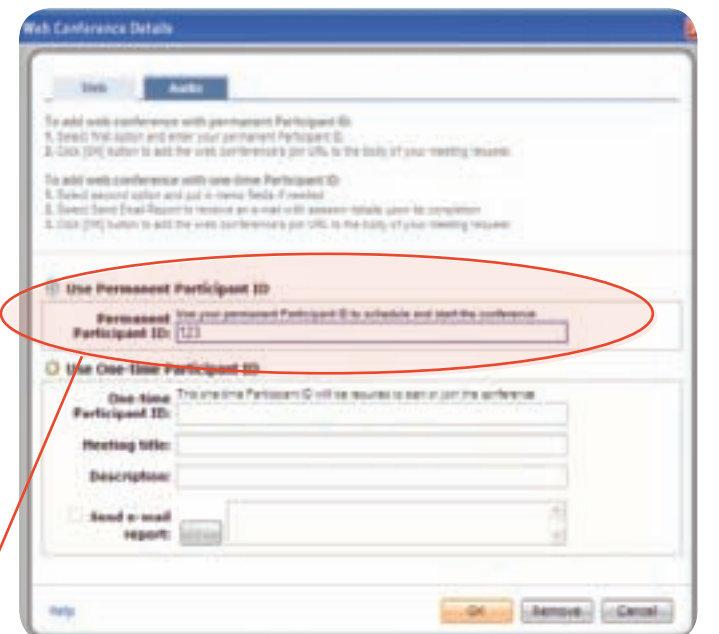 Web Conference Details
Web Audio
To add web conference with permanent Participant ID:
1. Select first option and enter your permanent Participant ID
2. Click [OK] button to add the web conference's join URL to the body of your meeting request
To add web conference with one-time Participant ID:
1. Select second option and put in memo fields if needed
2. Select Send Email Report to receive an e-mail with session details upon its completion
3. Click [OK] button to add the web conference's join URL to the body of your meeting request
Use Permanent Participant ID
Permanent Participant ID: Use your permanent Participant ID to schedule and start the conference
123
Use One-time Participant ID
One-time Participant ID: This one-time Participant ID will be required to start or join the conference
Meeting title:
Description:
Send e-mail report:
Help OK Remove Cancel